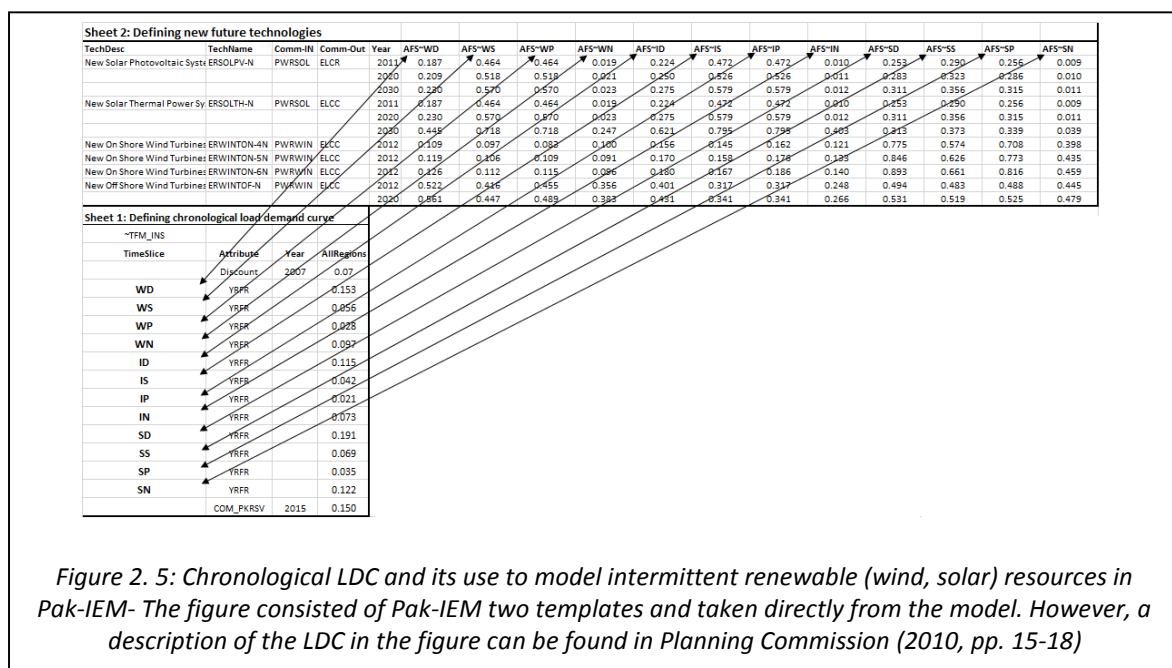 Sheet 2: Defining new future technologies
TechDesc TechName Comm-IN Comm-Out Year AFS~WD AFS~WS AFS~WP AFS~WN AFS~ID AFS~IS AFS~IP AFS~IN AFS~SD AFS~SS AFS~SP AFS~SN
New Solar Photovoltaic Syste ERSOLPV-N PWRSOL ELCR 2011 0.187 0.464 0.464 0.019 0.224 0.472 0.472 0.010 0.253 0.290 0.256 0.009
2020 0.209 0.518 0.518 0.021 0.250 0.526 0.526 0.011 0.283 0.323 0.286 0.010
2030 0.230 0.570 0.570 0.023 0.275 0.579 0.579 0.012 0.311 0.356 0.315 0.011
New Solar Thermal Power Sy: ERSOLTH-N PWRSOL ELCC 2011 0.187 0.464 0.464 0.019 0.224 0.472 0.472 0.010 0.253 0.290 0.256 0.009
2020 0.230 0.570 0.570 0.023 0.275 0.579 0.579 0.012 0.311 0.356 0.315 0.011
2030 0.445 0.718 0.718 0.247 0.621 0.795 0.795 0.403 0.313 0.373 0.339 0.039
New On Shore Wind Turbines ERWINTON-4N PWRWIN ELCC 2012 0.109 0.097 0.083 0.100 0.156 0.145 0.162 0.121 0.775 0.574 0.708 0.398
New On Shore Wind Turbines ERWINTON-5N PWRWIN ELCC 2012 0.119 0.106 0.109 0.091 0.170 0.158 0.176 0.133 0.846 0.626 0.773 0.435
New On Shore Wind Turbines ERWINTON-6N PWRWIN ELCC 2012 0.126 0.112 0.115 0.096 0.180 0.167 0.186 0.140 0.893 0.661 0.816 0.459
New Off Shore Wind Turbines ERWINTOF-N PWRWIN ELCC 2012 0.522 0.416 0.455 0.356 0.401 0.317 0.317 0.248 0.494 0.483 0.488 0.445
2020 0.561 0.447 0.489 0.383 0.431 0.341 0.341 0.266 0.531 0.519 0.525 0.479
Sheet 1: Defining chronological load demand curve
~TFM_INS
TimeSlice Attribute Year AllRegions
Discount 2007 0.07
WD YRFR 0.153
WS YRFR 0.056
WP YRFR 0.028
WN YRFR 0.097
ID YRFR 0.115
IS YRFR 0.042
IP YRFR 0.021
IN YRFR 0.073
SD YRFR 0.191
SS YRFR 0.069
SP YRFR 0.035
SN YRFR 0.122
COM_PKRSV 2015 0.150
Figure 2. 5: Chronological LDC and its use to model intermittent renewable (wind, solar) resources in
Pak-IEM- The figure consisted of Pak-IEM two templates and taken directly from the model. However, a
description of the LDC in the figure can be found in Planning Commission (2010, pp. 15-18)